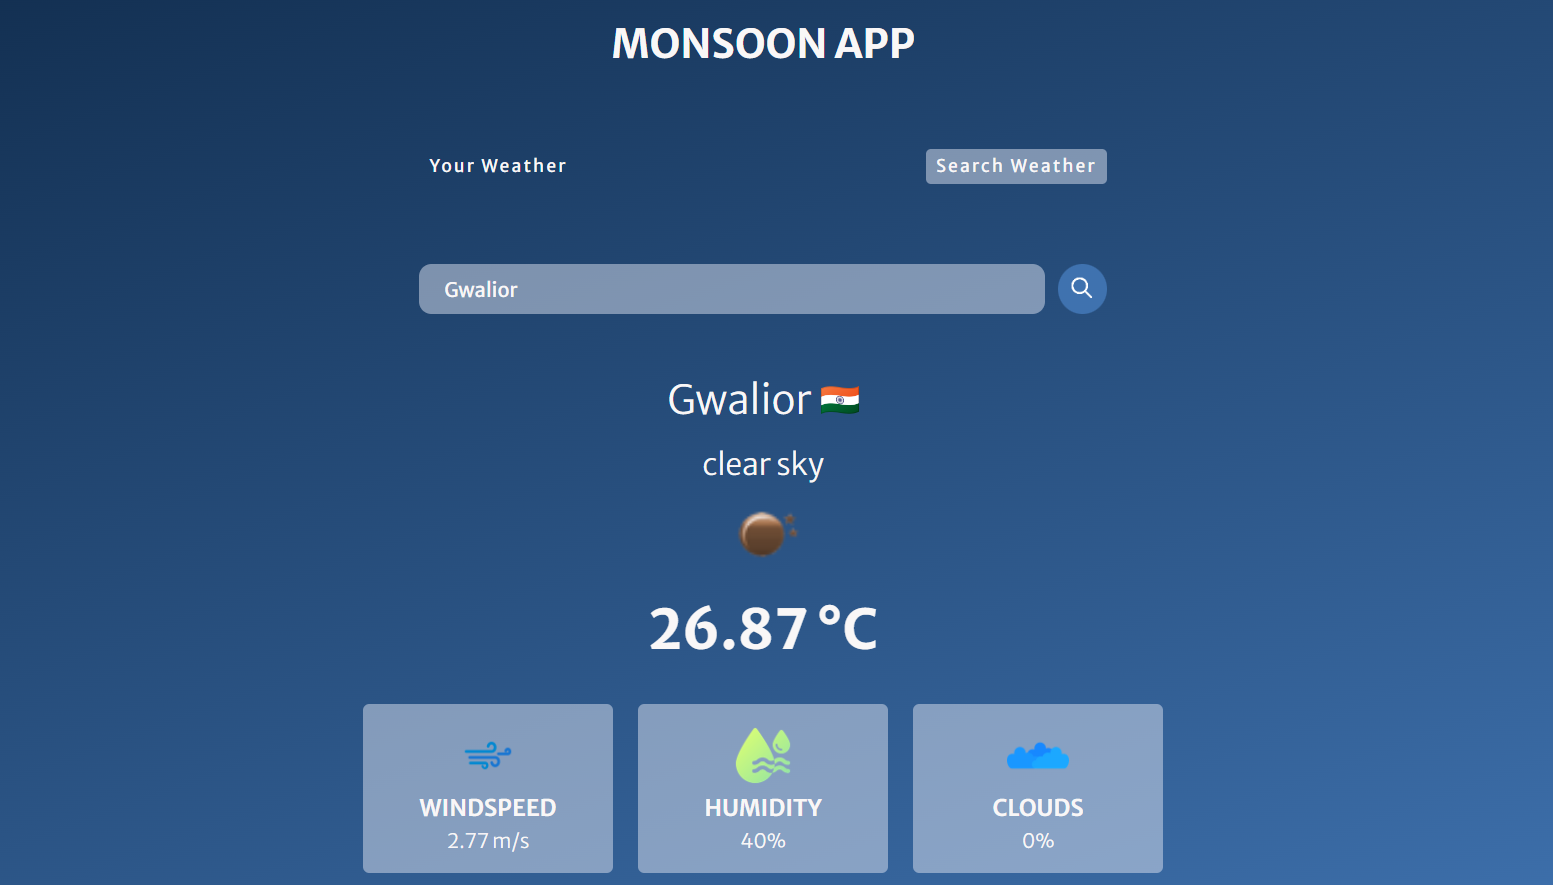 MONSOON APP
Your Weather
Search Weather
Gwalior
Gwalior
clear sky
26.87 °C
WINDSPEED
2.77 m/s
HUMIDITY
40%
CLOUDS
0%